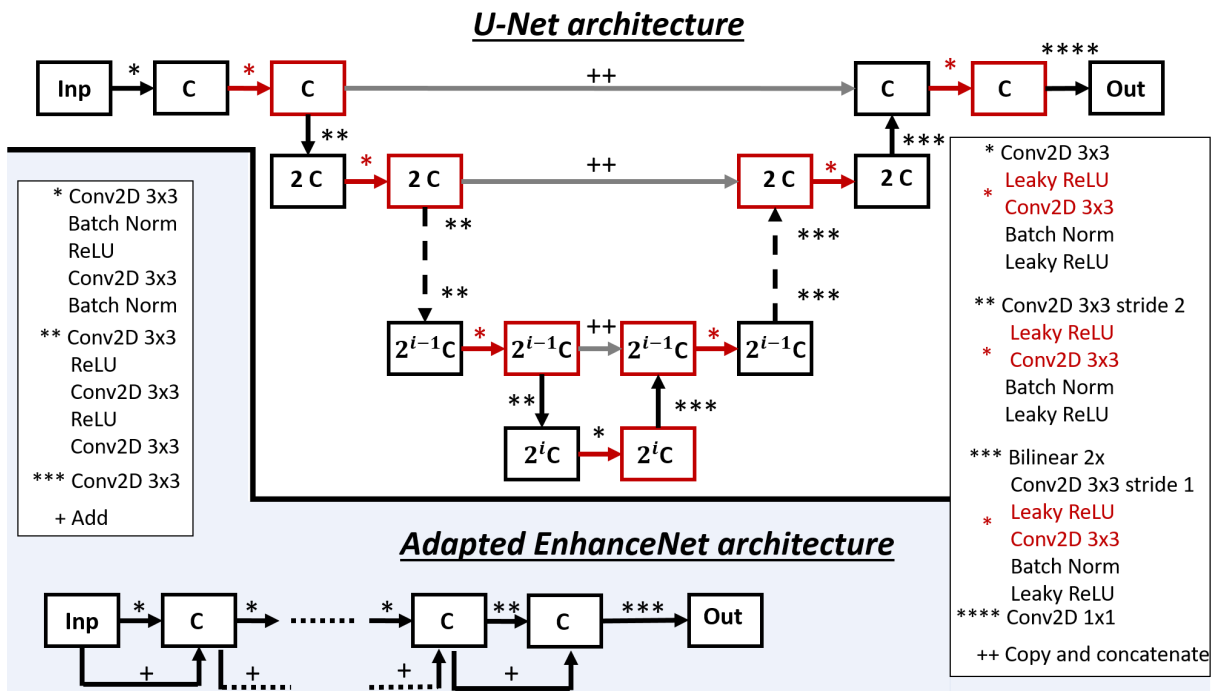 U-Net architecture
Inp
*
C
*
C
++
C
*
C
****
Out
**
***
2 C
*
2 C
++
2 C
*
2 C
**
***
**
***
2^{i−1}C
*
2^{i−1}C
++
2^{i−1}C
*
2^{i−1}C
**
***
2^{i}C
*
2^{i}C
* Conv2D 3x3
Batch Norm
ReLU
Conv2D 3x3
Batch Norm
** Conv2D 3x3
ReLU
Conv2D 3x3
ReLU
Conv2D 3x3
*** Conv2D 3x3
+ Add
* Conv2D 3x3
Leaky ReLU
*
Conv2D 3x3
Batch Norm
Leaky ReLU
** Conv2D 3x3 stride 2
Leaky ReLU
* Conv2D 3x3
Batch Norm
Leaky ReLU
*** Bilinear 2x
Conv2D 3x3 stride 1
Leaky ReLU
*
Conv2D 3x3
Batch Norm
Leaky ReLU
**** Conv2D 1x1
++ Copy and concatenate
Adapted EnhanceNet architecture
Inp
*
C
*
*
C
**
C
***
Out
+
+
+
+